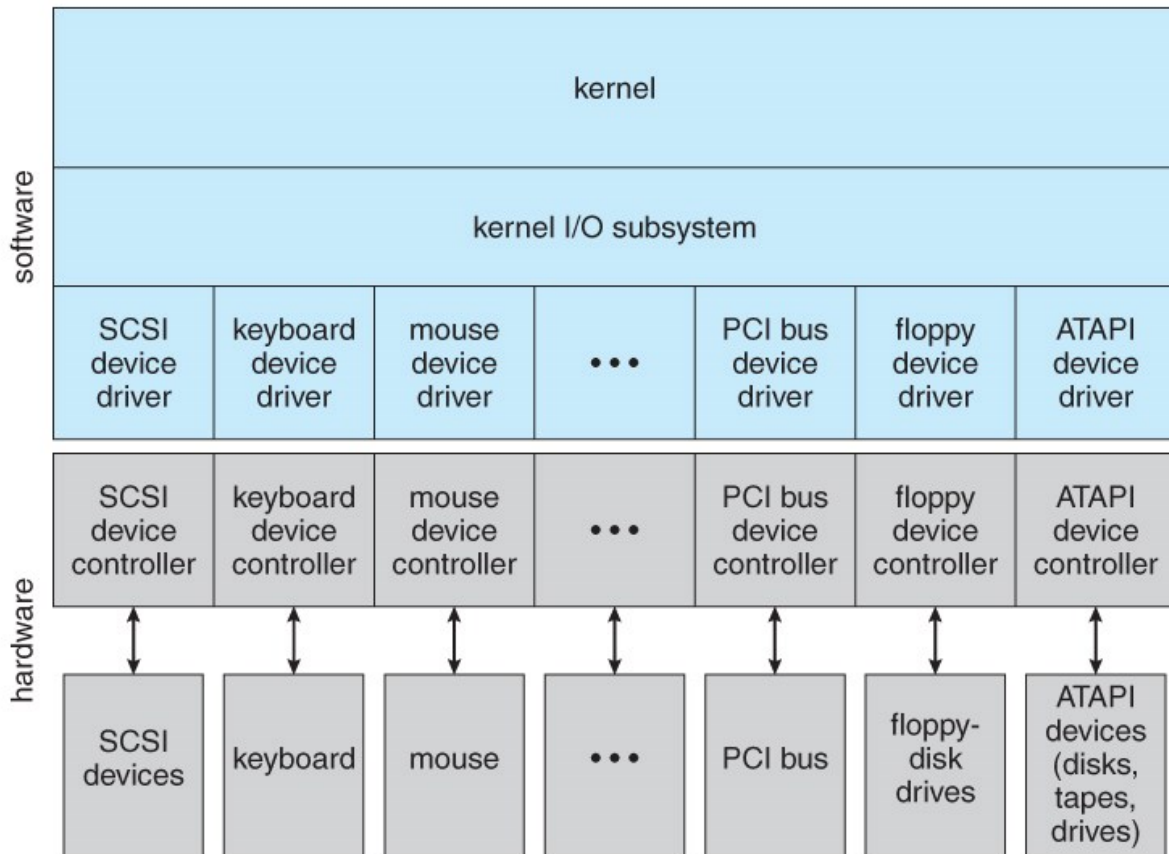 software
kernel
kernel I/O subsystem
SCSI
device
driver
keyboard
device
driver
mouse
device
driver
•••
PCI bus
device
driver
floppy
device
driver
ATAPI
device
driver
hardware
SCSI
device
controller
keyboard
device
controller
mouse
device
controller
•••
PCI bus
device
controller
floppy
device
controller
ATAPI
device
controller
SCSI
devices
keyboard
mouse
•••
PCI bus
floppy-
disk
drives
ATAPI
devices
(disks,
tapes,
drives)